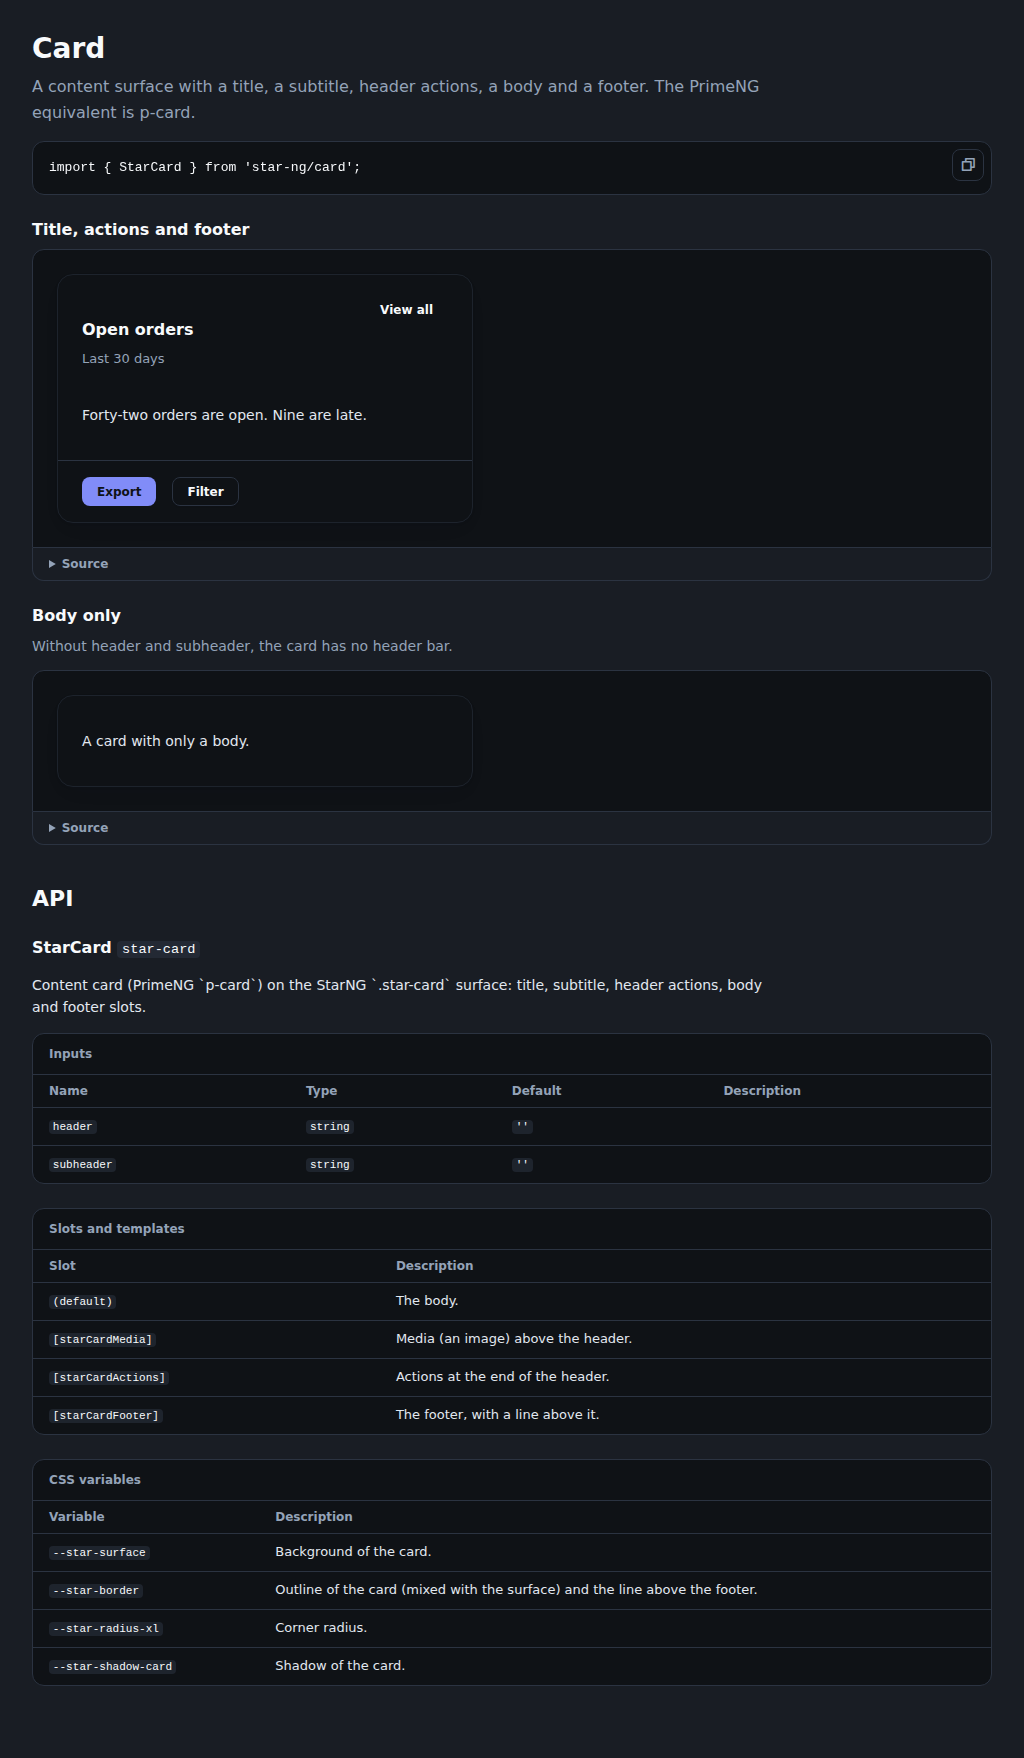 Card
A content surface with a title, a subtitle, header actions, a body and a footer. The PrimeNG
equivalent is p-card.
import { StarCard } from 'star-ng/card';
Title, actions and footer
View all
Open orders
Last 30 days
Forty-two orders are open. Nine are late.
Export Filter
Source
Body only
Without header and subheader, the card has no header bar.
A card with only a body.
Source
API
StarCard star-card
Content card (PrimeNG `p-card`) on the StarNG `.star-card` surface: title, subtitle, header actions, body
and footer slots.
Inputs
Name Type Default Description
header string ''
subheader string ''
Slots and templates
Slot Description
(default) The body.
[starCardMedia] Media (an image) above the header.
[starCardActions] Actions at the end of the header.
[starCardFooter] The footer, with a line above it.
CSS variables
Variable Description
--star-surface Background of the card.
--star-border Outline of the card (mixed with the surface) and the line above the footer.
--star-radius-xl Corner radius.
--star-shadow-card Shadow of the card.